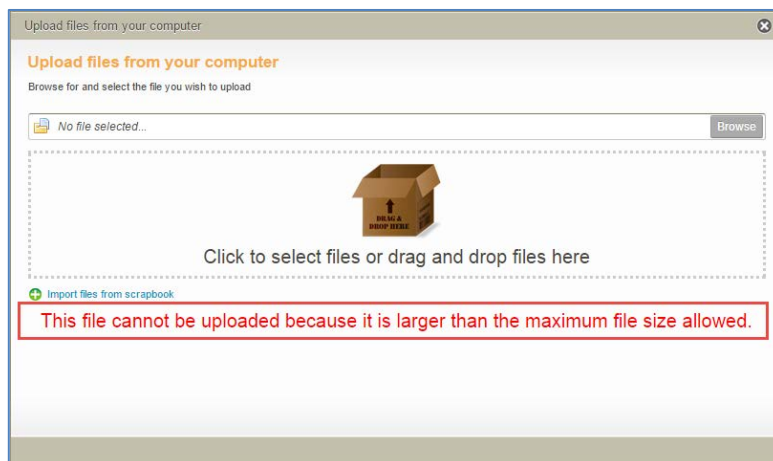 Upload files from your computer
Upload files from your computer
Browse for and select the file you wish to upload
No file selected...
Browse
DRAG &
DROP HERE
Click to select files or drag and drop files here
Import files from scrapbook
This file cannot be uploaded because it is larger than the maximum file size allowed.